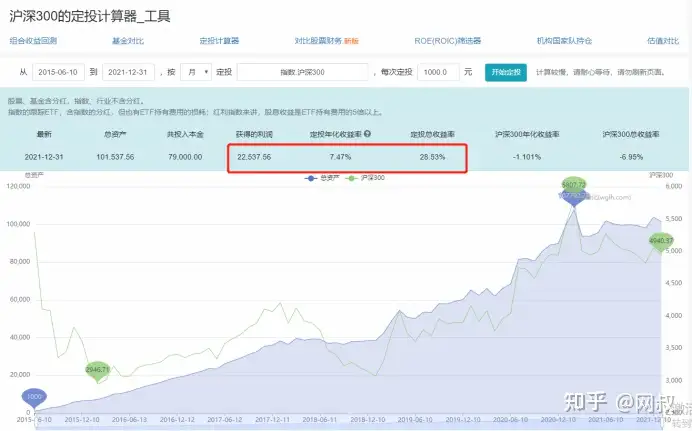 沪深300的定投计算器_工具
组合收益回测 基金对比 定投计算器 对比股票财务 新版 ROE(ROIC)筛选器 机构国家队持仓 估值对比
从 2015-06-10 到 2021-12-31 ，按 月 定投 指数.沪深300 ，每次定投 1000.0 元 开始定投 计算较慢，请耐心等待，请勿刷新页面。
股票、基金含分红，指数、行业不含分红。
指数的跟踪ETF，含指数的分红，但也有ETF持有费用的损耗；红利指数来讲，股息收益是ETF持有费用的5倍以上。
最新 总资产 共投入本金 获得的利润 定投年化收益率 定投总收益率 沪深300年化收益率 沪深300总收益率
2021-12-31 101,537.56 79,000.00 22,537.56 7.47% 28.53% -1.101% -6.95%
总资产 总资产 沪深300 沪深300
120,000 6,000
5807.72
100,000 5,500
4940.37
5,000
80,000 4,500
60,000 4,000
40,000 3,500
2946.71
20,000 3,000
1000
0
2015-06-10 2015-12-10 2016-06-13 2016-12-12 2017-06-12 2017-12-11 2018-06-11 2018-12-10 2019-06-10 2019-12-10 2020-06-10 2020-12-10 2021-06-10 2021-12-10
知乎 @网叔